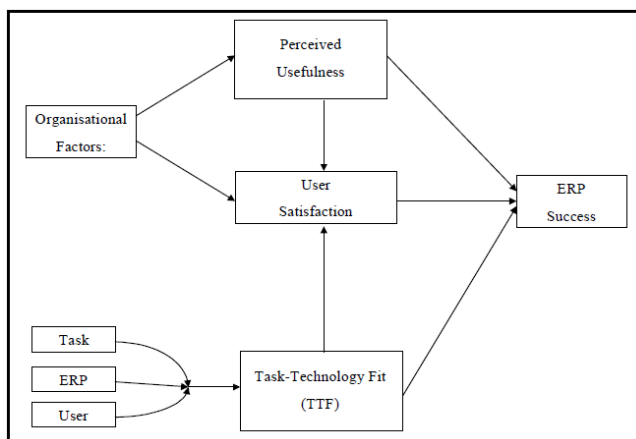 Perceived
Usefulness
Organisational
Factors:
User
Satisfaction
ERP
Success
Task
ERP
User
Task-Technology Fit
(TTF)